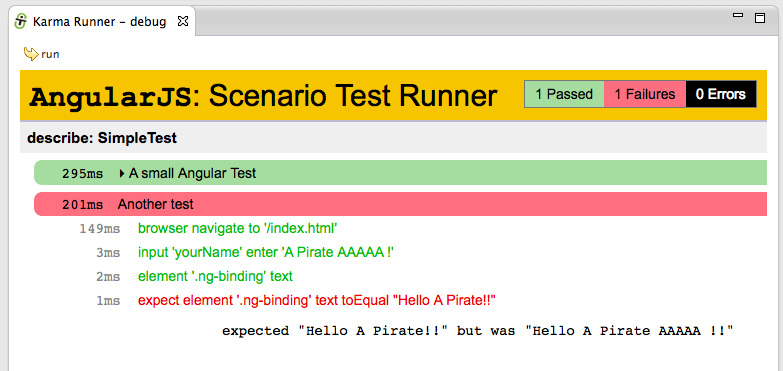 Karma Runner - debug
run
AngularJS: Scenario Test Runner 1 Passed 1 Failures 0 Errors
describe: SimpleTest
295ms A small Angular Test
201ms Another test
149ms browser navigate to '/index.html'
3ms input 'yourName' enter 'A Pirate AAAAA !'
2ms element '.ng-binding' text
1ms expect element '.ng-binding' text toEqual "Hello A Pirate!!"
expected "Hello A Pirate!!" but was "Hello A Pirate AAAAA !!"